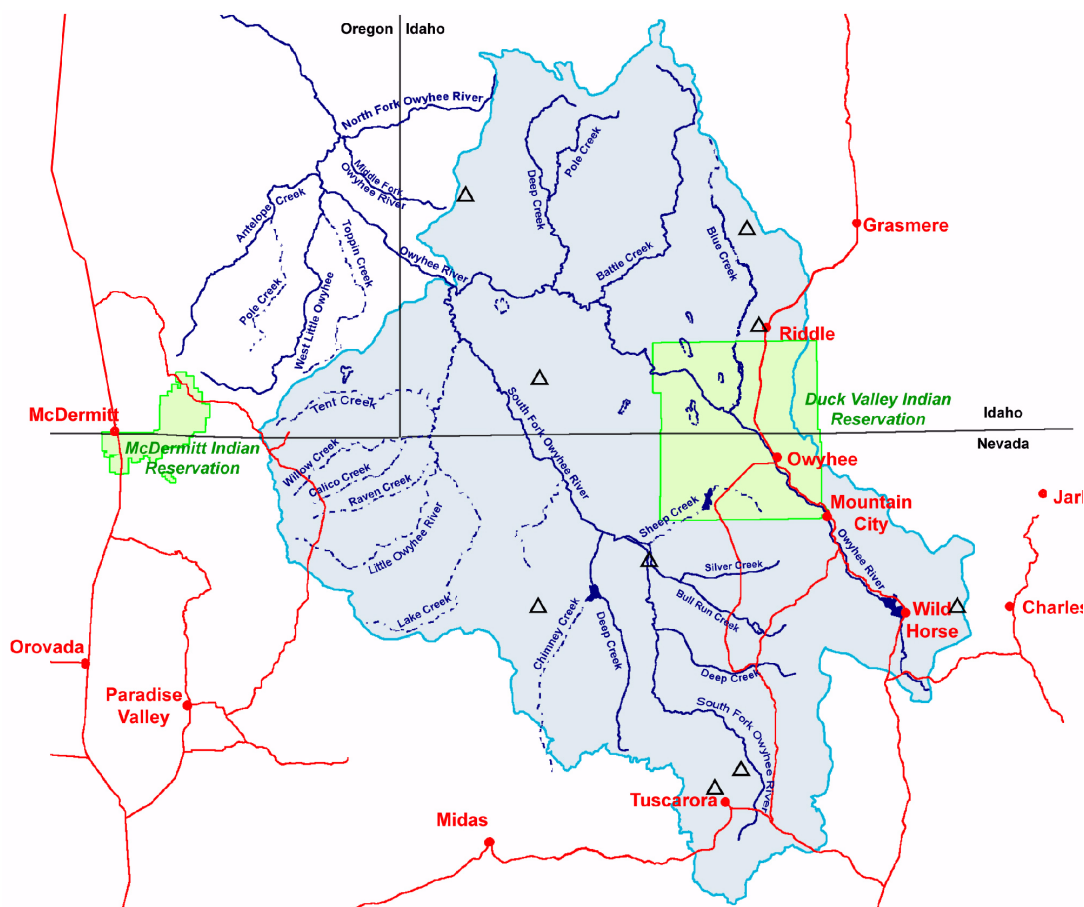 Oregon
Idaho
North Fork Owyhee River
Middle Fork
Owyhee River
Pole Creek
Deep Creek
Antelope Creek
Toppin Creek
Blue Creek
Grasmere
Owyhee River
Battle Creek
Pole Creek
West Little Owyhee
Riddle
McDermitt
Tent Creek
South Fork Owyhee River
Duck Valley Indian
Reservation
Idaho
McDermitt Indian
Reservation
Nevada
Willow Creek
Calico Creek
Raven Creek
Owyhee
Sheep Creek
Mountain
City
Jarl
Little Owyhee River
Silver Creek
Owyhee River
Lake Creek
Chimney Creek
Deep Creek
Bull Run Creek
Wild
Horse
Charles
Orovada
Deep Creek
Paradise
Valley
South Fork Owyhee
River
Tuscarora
Midas